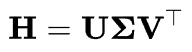 𝐇 = 𝐔𝚺𝐕^⊤